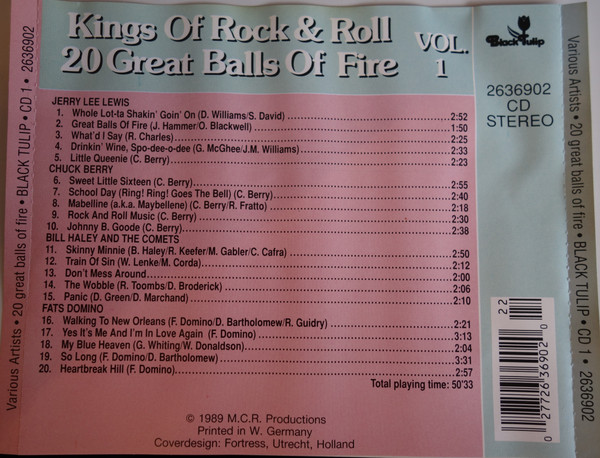 Kings Of Rock & Roll
20 Great Balls Of Fire
VOL.
1
Black Tulip
2636902
CD
STEREO
JERRY LEE LEWIS
1. Whole Lot-ta Shakin' Goin' On (D. Williams/S. David) 2:52
2. Great Balls Of Fire (J. Hammer/O. Blackwell) 1:50
3. What'd I Say (R. Charles) 2:25
4. Drinkin' Wine, Spo-dee-o-dee (G. McGhee/J.M. Williams) 2:33
5. Little Queenie (C. Berry) 2:23
CHUCK BERRY
6. Sweet Little Sixteen (C. Berry) 2:55
7. School Day (Ring! Ring! Goes The Bell) (C. Berry) 2:40
8. Mabelline (a.k.a. Maybellene) (C. Berry/R. Fratto) 2:18
9. Rock And Roll Music (C. Berry) 2:30
10. Johnny B. Goode (C. Berry) 2:38
BILL HALEY AND THE COMETS
11. Skinny Minnie (B. Haley/R. Keefer/M. Gabler/C. Cafra) 2:50
12. Train Of Sin (W. Lenke/M. Corda) 2:12
13. Don't Mess Around 2:00
14. The Wobble (R. Toombs/D. Broderick) 2:06
15. Panic (D. Green/D. Marchand) 2:10
FATS DOMINO
16. Walking To New Orleans (F. Domino/D. Bartholomew/R. Guidry) 2:21
17. Yes It's Me And I'm In Love Again (F. Domino) 3:13
18. My Blue Heaven (G. Whiting/W. Donaldson) 2:04
19. So Long (F. Domino/D. Bartholomew) 3:31
20. Heartbreak Hill (F. Domino) 2:57
Total playing time: 50'33
© 1989 M.C.R. Productions
Printed in W. Germany
Coverdesign: Fortress, Utrecht, Holland
22
0 27726 36902 0
Various Artists • 20 great balls of fire • BLACK TULIP • CD 1 • 2636902
Various Artists • 20 great balls of fire • BLACK TULIP • CD 1 • 2636902